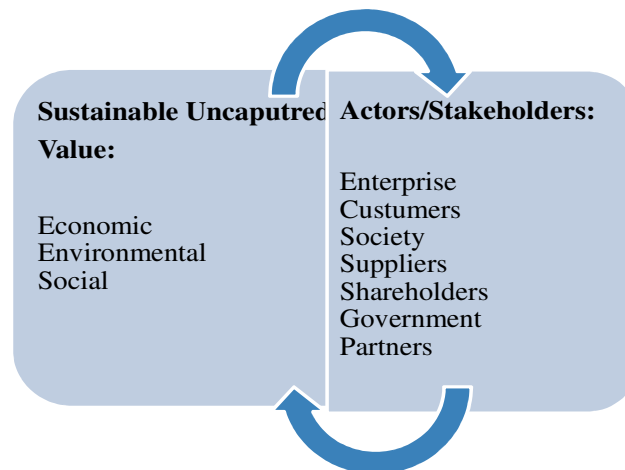 Sustainable Uncaputred
Value:
Economic
Environmental
Social
Actors/Stakeholders:
Enterprise
Custumers
Society
Suppliers
Shareholders
Government
Partners